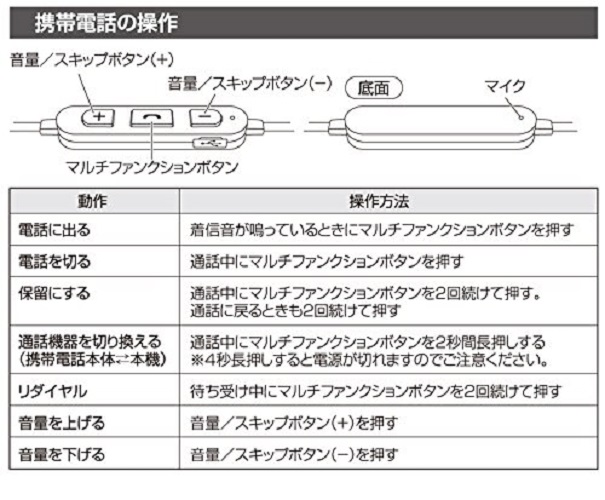 携帯電話の操作
音量／スキップボタン(+)
音量／スキップボタン(−)
底面
マイク
マルチファンクションボタン
動作
操作方法
電話に出る
着信音が鳴っているときにマルチファンクションボタンを押す
電話を切る
通話中にマルチファンクションボタンを押す
保留にする
通話中にマルチファンクションボタンを2回続けて押す。
通話に戻るときも2回続けて押す
通話機器を切り換える
(携帯電話本体⇄本機)
通話中にマルチファンクションボタンを2秒間長押しする
※4秒長押しすると電源が切れますのでご注意ください。
リダイヤル
待ち受け中にマルチファンクションボタンを2回続けて押す
音量を上げる
音量／スキップボタン(+)を押す
音量を下げる
音量／スキップボタン(−)を押す